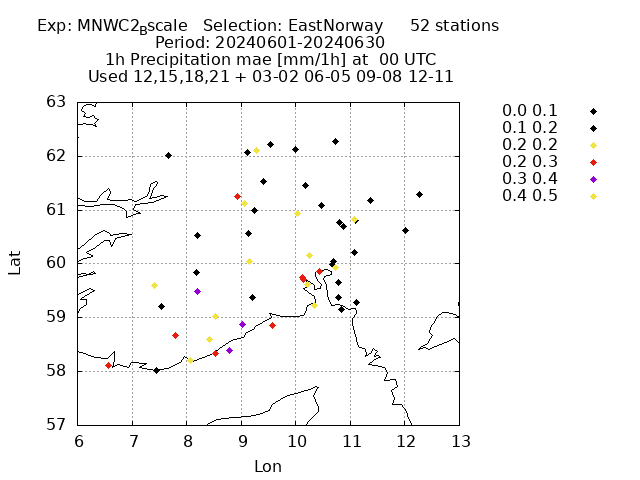 Exp: MNWC2Bscale   Selection: EastNorway      52 stations
Period: 20240601-20240630
1h Precipitation mae [mm/1h] at  00 UTC
Used 12,15,18,21 + 03-02 06-05 09-08 12-11
0.0 0.1
0.1 0.2
0.2 0.2
0.2 0.3
0.3 0.4
0.4 0.5
63
62
61
60
59
58
57
Lat
6 7 8 9 10 11 12 13
Lon